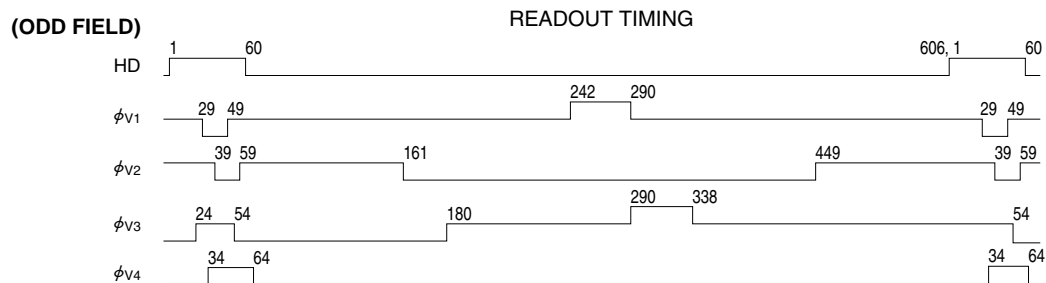 READOUT TIMING
(ODD FIELD)
HD 1 60 606, 1 60
ϕV1 29 49 242 290 29 49
ϕV2 39 59 161 449 39 59
ϕV3 24 54 180 290 338 54
ϕV4 34 64 34 64